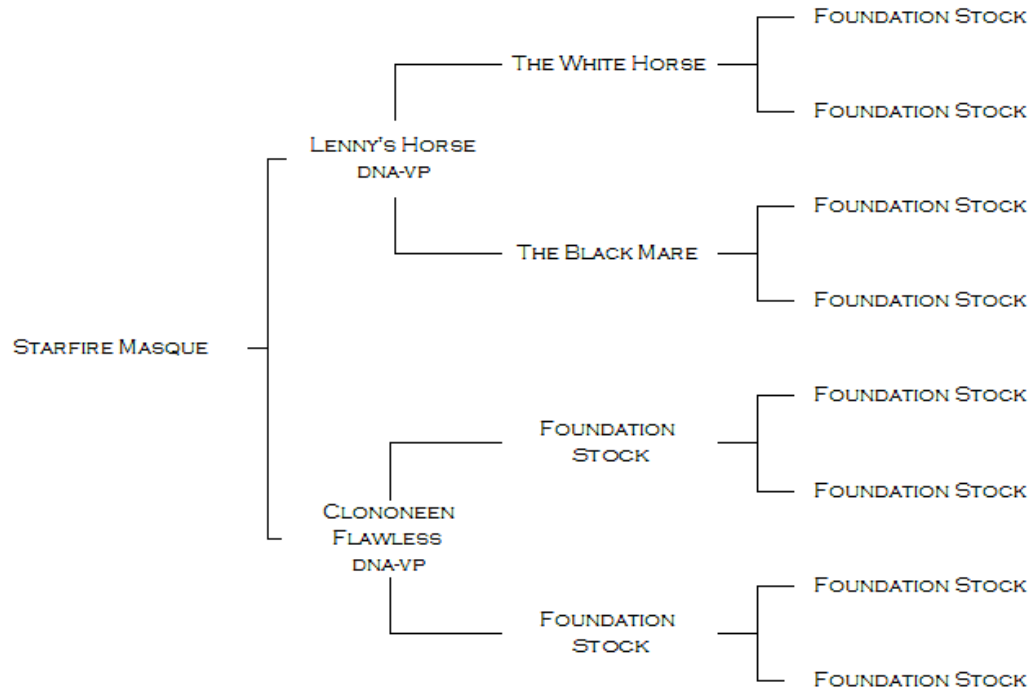 Foundation Stock
The White Horse
Foundation Stock
Lenny's Horse
DNA-VP
Foundation Stock
The Black Mare
Foundation Stock
Starfire Masque
Foundation Stock
Foundation
Stock
Foundation Stock
Clononeen
Flawless
DNA-VP
Foundation Stock
Foundation
Stock
Foundation Stock